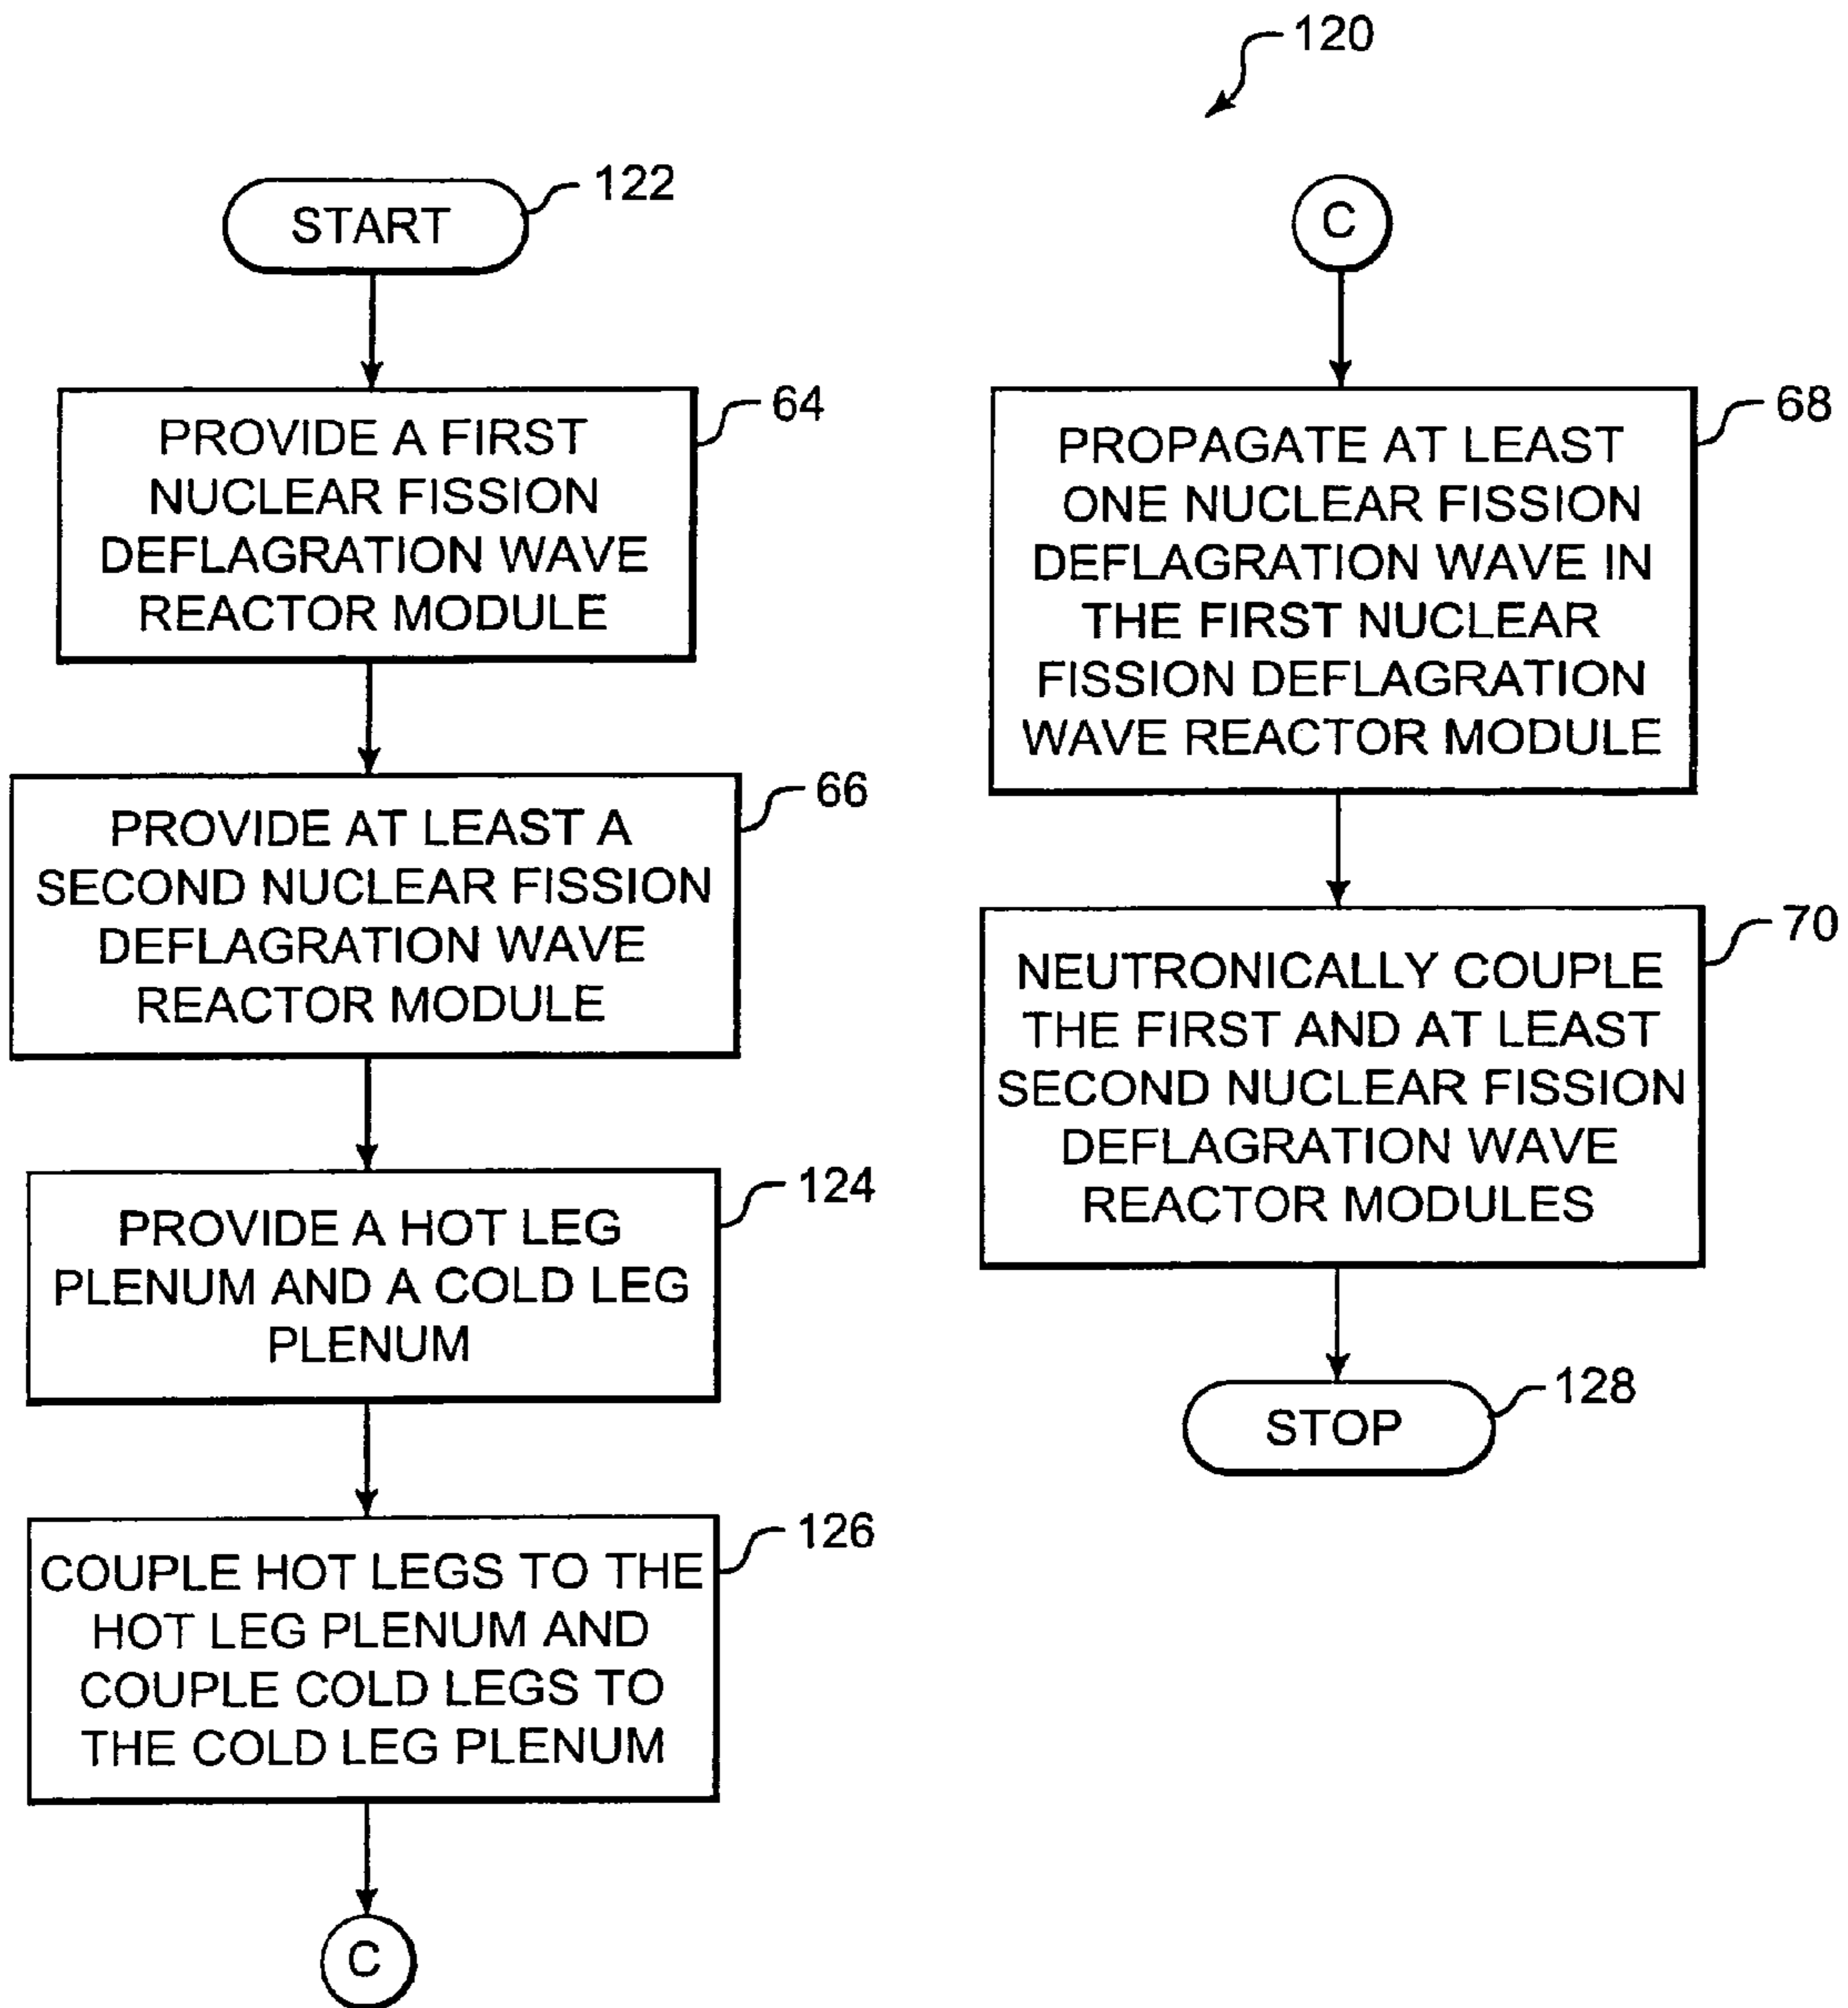 120
START
122
PROVIDE A FIRST
NUCLEAR FISSION
DEFLAGRATION WAVE
REACTOR MODULE
64
PROVIDE AT LEAST A
SECOND NUCLEAR FISSION
DEFLAGRATION WAVE
REACTOR MODULE
66
PROVIDE A HOT LEG
PLENUM AND A COLD LEG
PLENUM
124
COUPLE HOT LEGS TO THE
HOT LEG PLENUM AND
COUPLE COLD LEGS TO
THE COLD LEG PLENUM
126
C
C
PROPAGATE AT LEAST
ONE NUCLEAR FISSION
DEFLAGRATION WAVE IN
THE FIRST NUCLEAR
FISSION DEFLAGRATION
WAVE REACTOR MODULE
68
NEUTRONICALLY COUPLE
THE FIRST AND AT LEAST
SECOND NUCLEAR FISSION
DEFLAGRATION WAVE
REACTOR MODULES
70
STOP
128